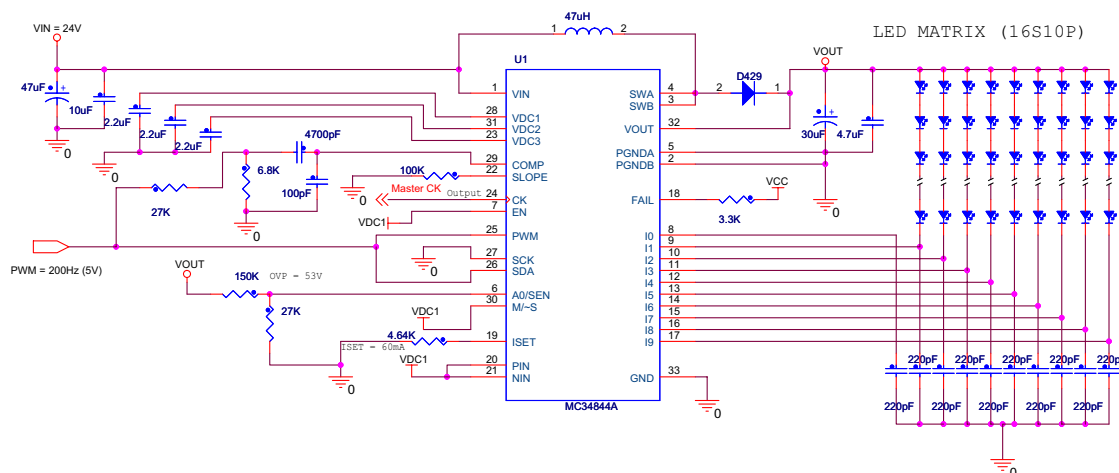 VIN = 24V
47uH
1
2
LED MATRIX (16S10P)
U1
VOUT
47uF
10uF
2.2uF
2.2uF
2.2uF
0
0
1
VIN
28
VDC1
31
VDC2
23
VDC3
29
COMP
22
SLOPE
24
CK
7
EN
25
PWM
27
SCK
26
SDA
6
A0/SEN
30
M/~S
19
ISET
20
PIN
21
NIN
4
SWA
3
SWB
32
VOUT
5
PGNDA
2
PGNDB
18
FAIL
8
I0
9
I1
10
I2
11
I3
12
I4
13
I5
14
I6
15
I7
16
I8
17
I9
33
GND
MC34844A
2
D429
1
30uF
4.7uF
0
VCC
3.3K
4700pF
6.8K
100pF
27K
0
100K
0
Master CK
Output
VDC1
0
PWM = 200Hz (5V)
VOUT
150K
OVP = 53V
27K
VDC1
4.64K
ISET = 60mA
VDC1
0
0
220pF
220pF
220pF
220pF
220pF
220pF
220pF
220pF
220pF
220pF
0